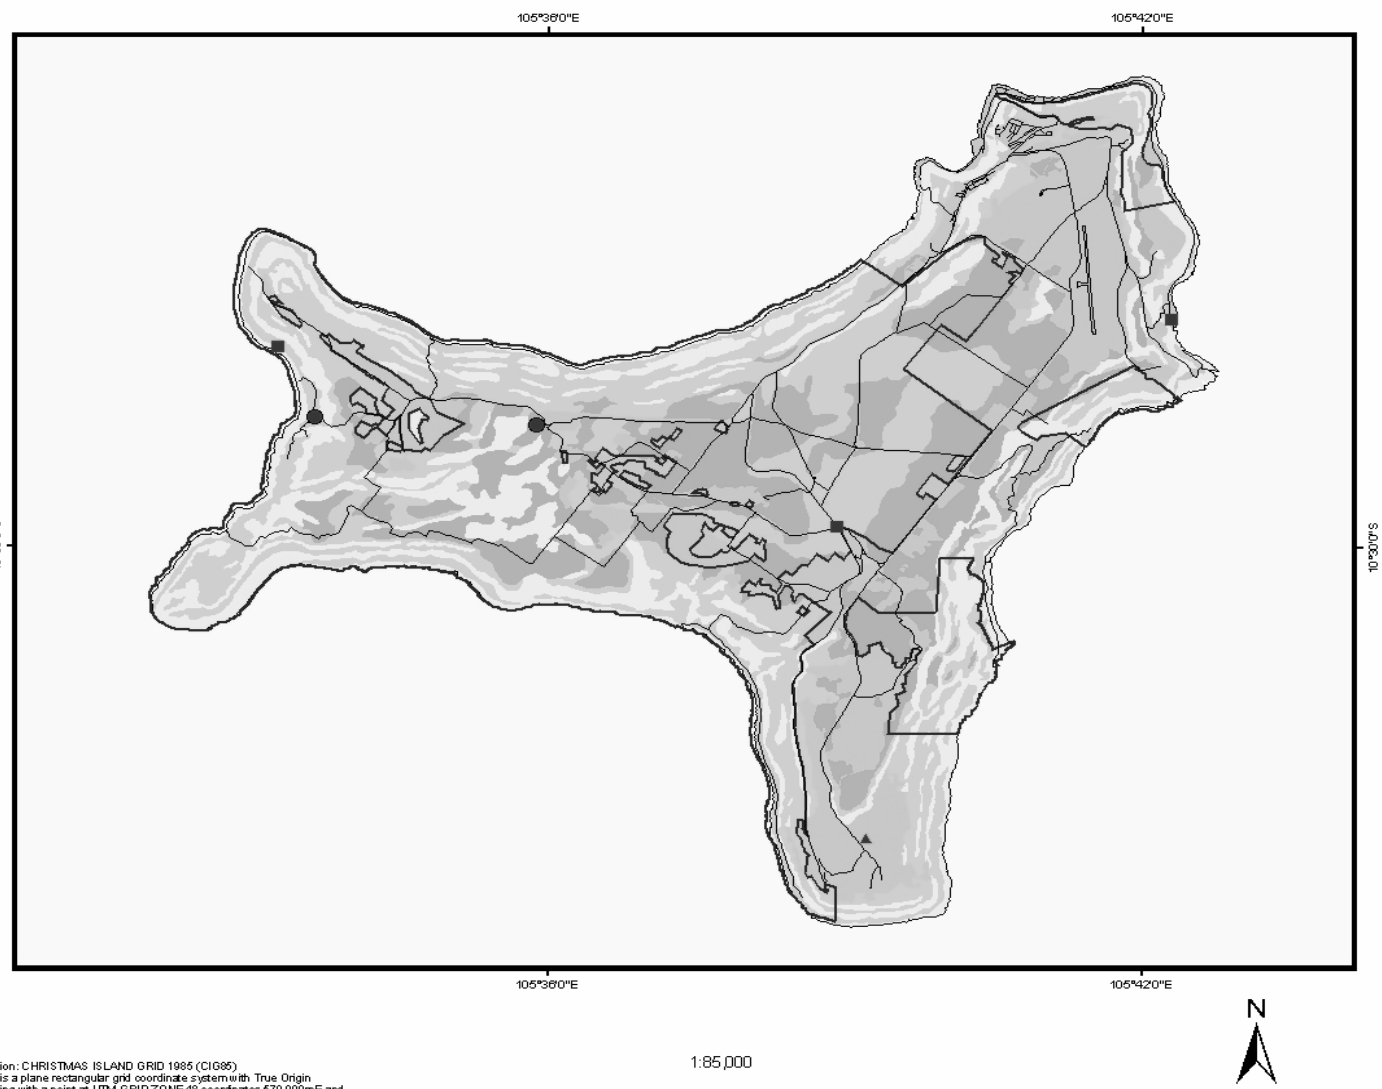 105°36'0"E
105°42'0"E
10°30'0"S
105°36'0"E
105°42'0"E
N
1:85,000
ion: CHRISTMAS ISLAND GRID 1985 (CIG85)
is a plane rectangular grid coordinate system with True Origin